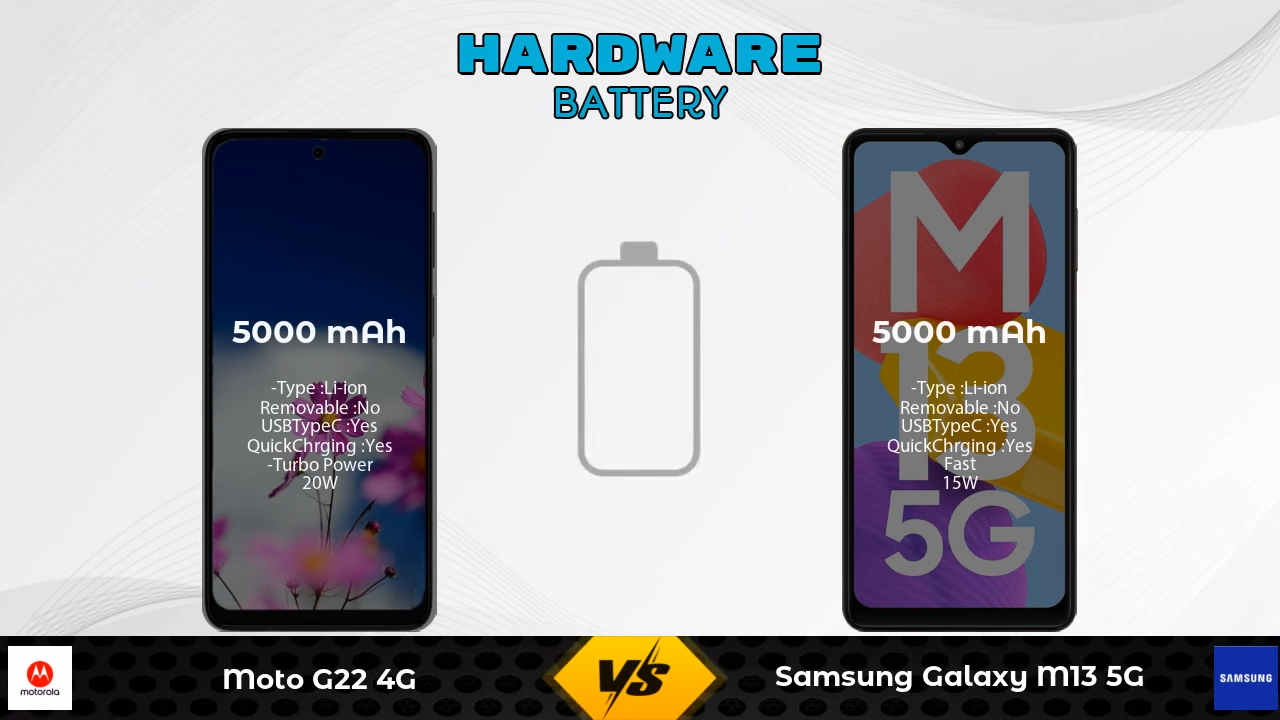 HARDWARE
BATTERY
5000 mAh
-Type :Li-ion
Removable :No
USBTypeC :Yes
QuickChrging :Yes
-Turbo Power
20W
M
13
5G
5000 mAh
-Type :Li-ion
Removable :No
USBTypeC :Yes
QuickChrging :Yes
Fast
15W
motorola
Moto G22 4G
VS
Samsung Galaxy M13 5G
SAMSUNG